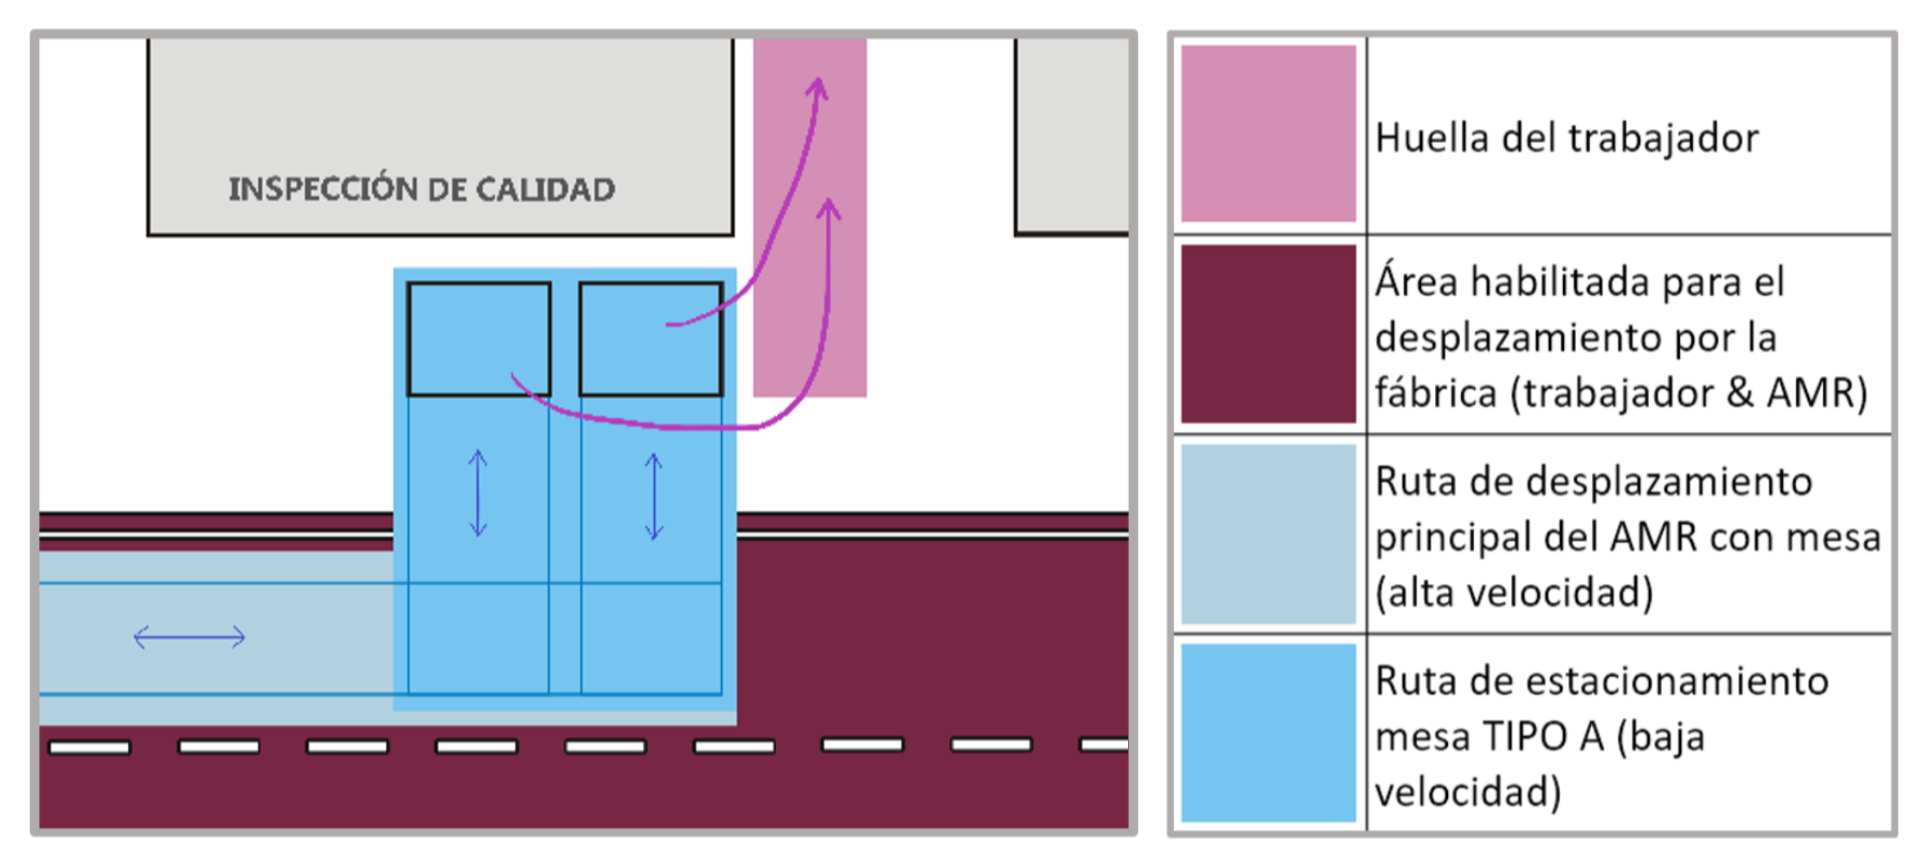 INSPECCIÓN DE CALIDAD
Huella del trabajador
Área habilitada para el
desplazamiento por la
fábrica (trabajador & AMR)
Ruta de desplazamiento
principal del AMR con mesa
(alta velocidad)
Ruta de estacionamiento
mesa TIPO A (baja
velocidad)